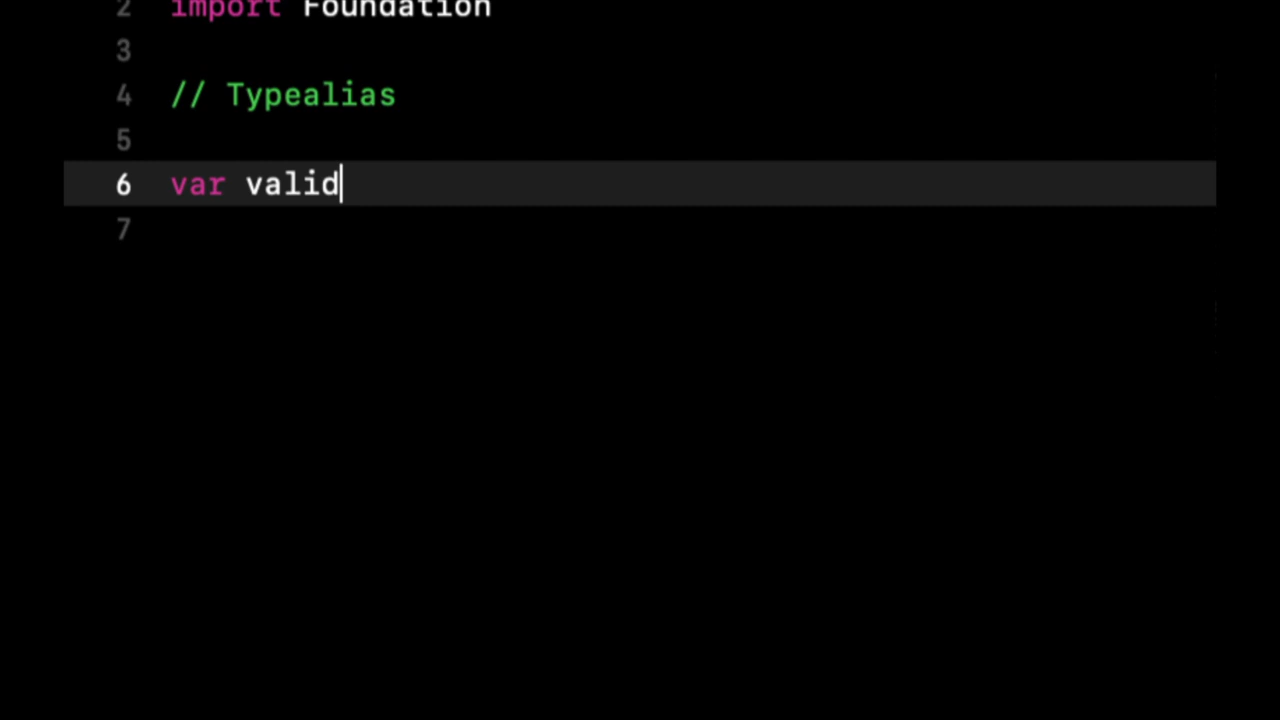 2 import Foundation
3
4 // Typealias
5
6 var valid
7